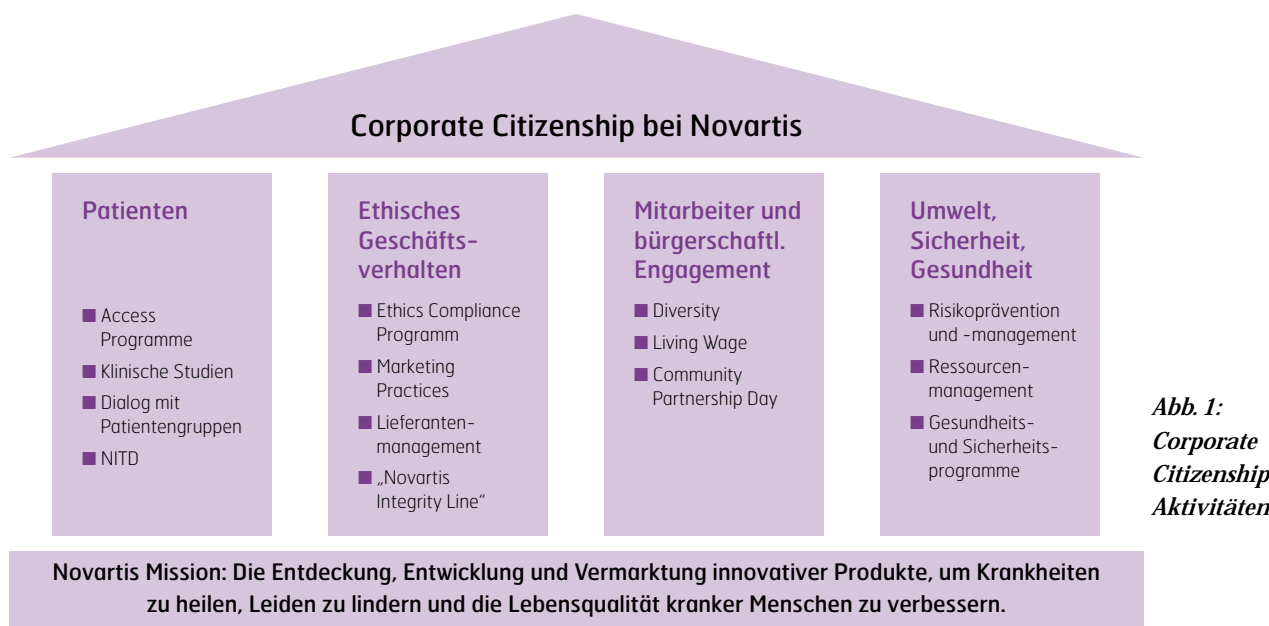 Corporate Citizenship bei Novartis
Patienten
■ Access
Programme
■ Klinische Studien
■ Dialog mit
Patientengruppen
■ NITD
Ethisches
Geschäfts-
verhalten
■ Ethics Compliance
Programm
■ Marketing
Practices
■ Lieferanten-
management
■ „Novartis
Integrity Line“
Mitarbeiter und
bürgerschaftl.
Engagement
■ Diversity
■ Living Wage
■ Community
Partnership Day
Umwelt,
Sicherheit,
Gesundheit
■ Risikoprävention
und -management
■ Ressourcen-
management
■ Gesundheits-
und Sicherheits-
programme
Abb. 1:
Corporate
Citizenship
Aktivitäten
Novartis Mission: Die Entdeckung, Entwicklung und Vermarktung innovativer Produkte, um Krankheiten
zu heilen, Leiden zu lindern und die Lebensqualität kranker Menschen zu verbessern.